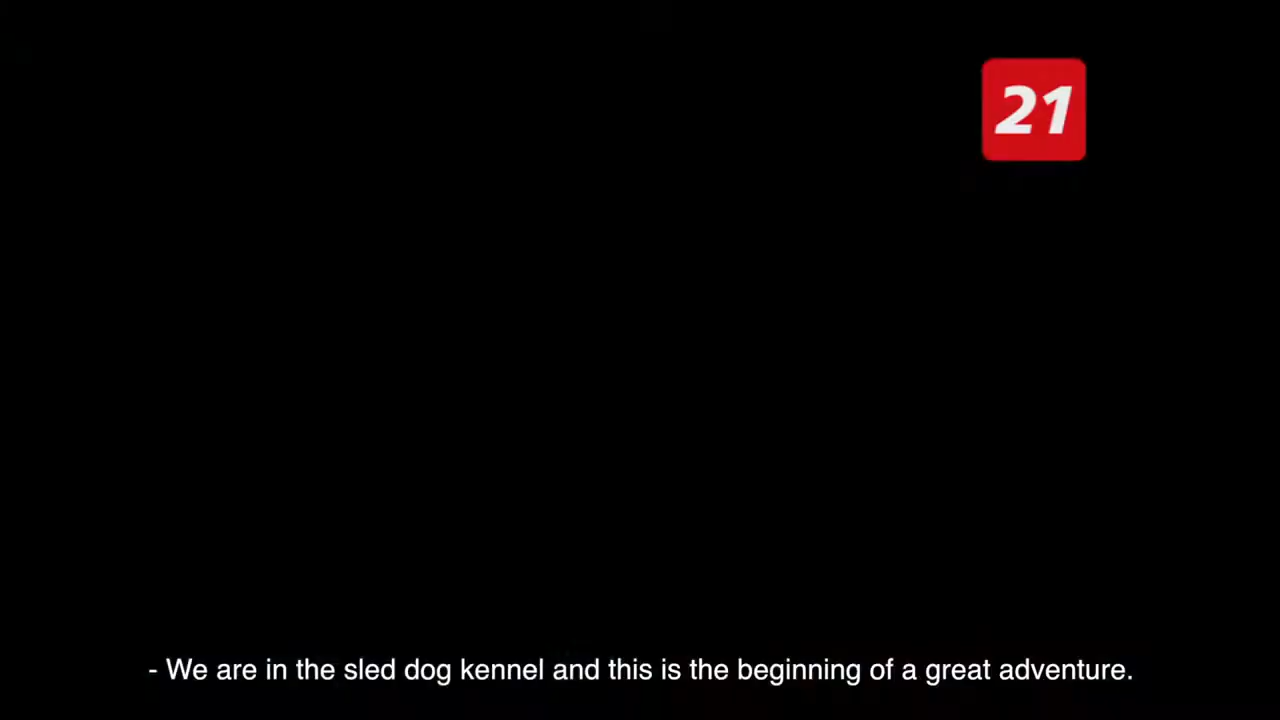 21
- We are in the sled dog kennel and this is the beginning of a great adventure.